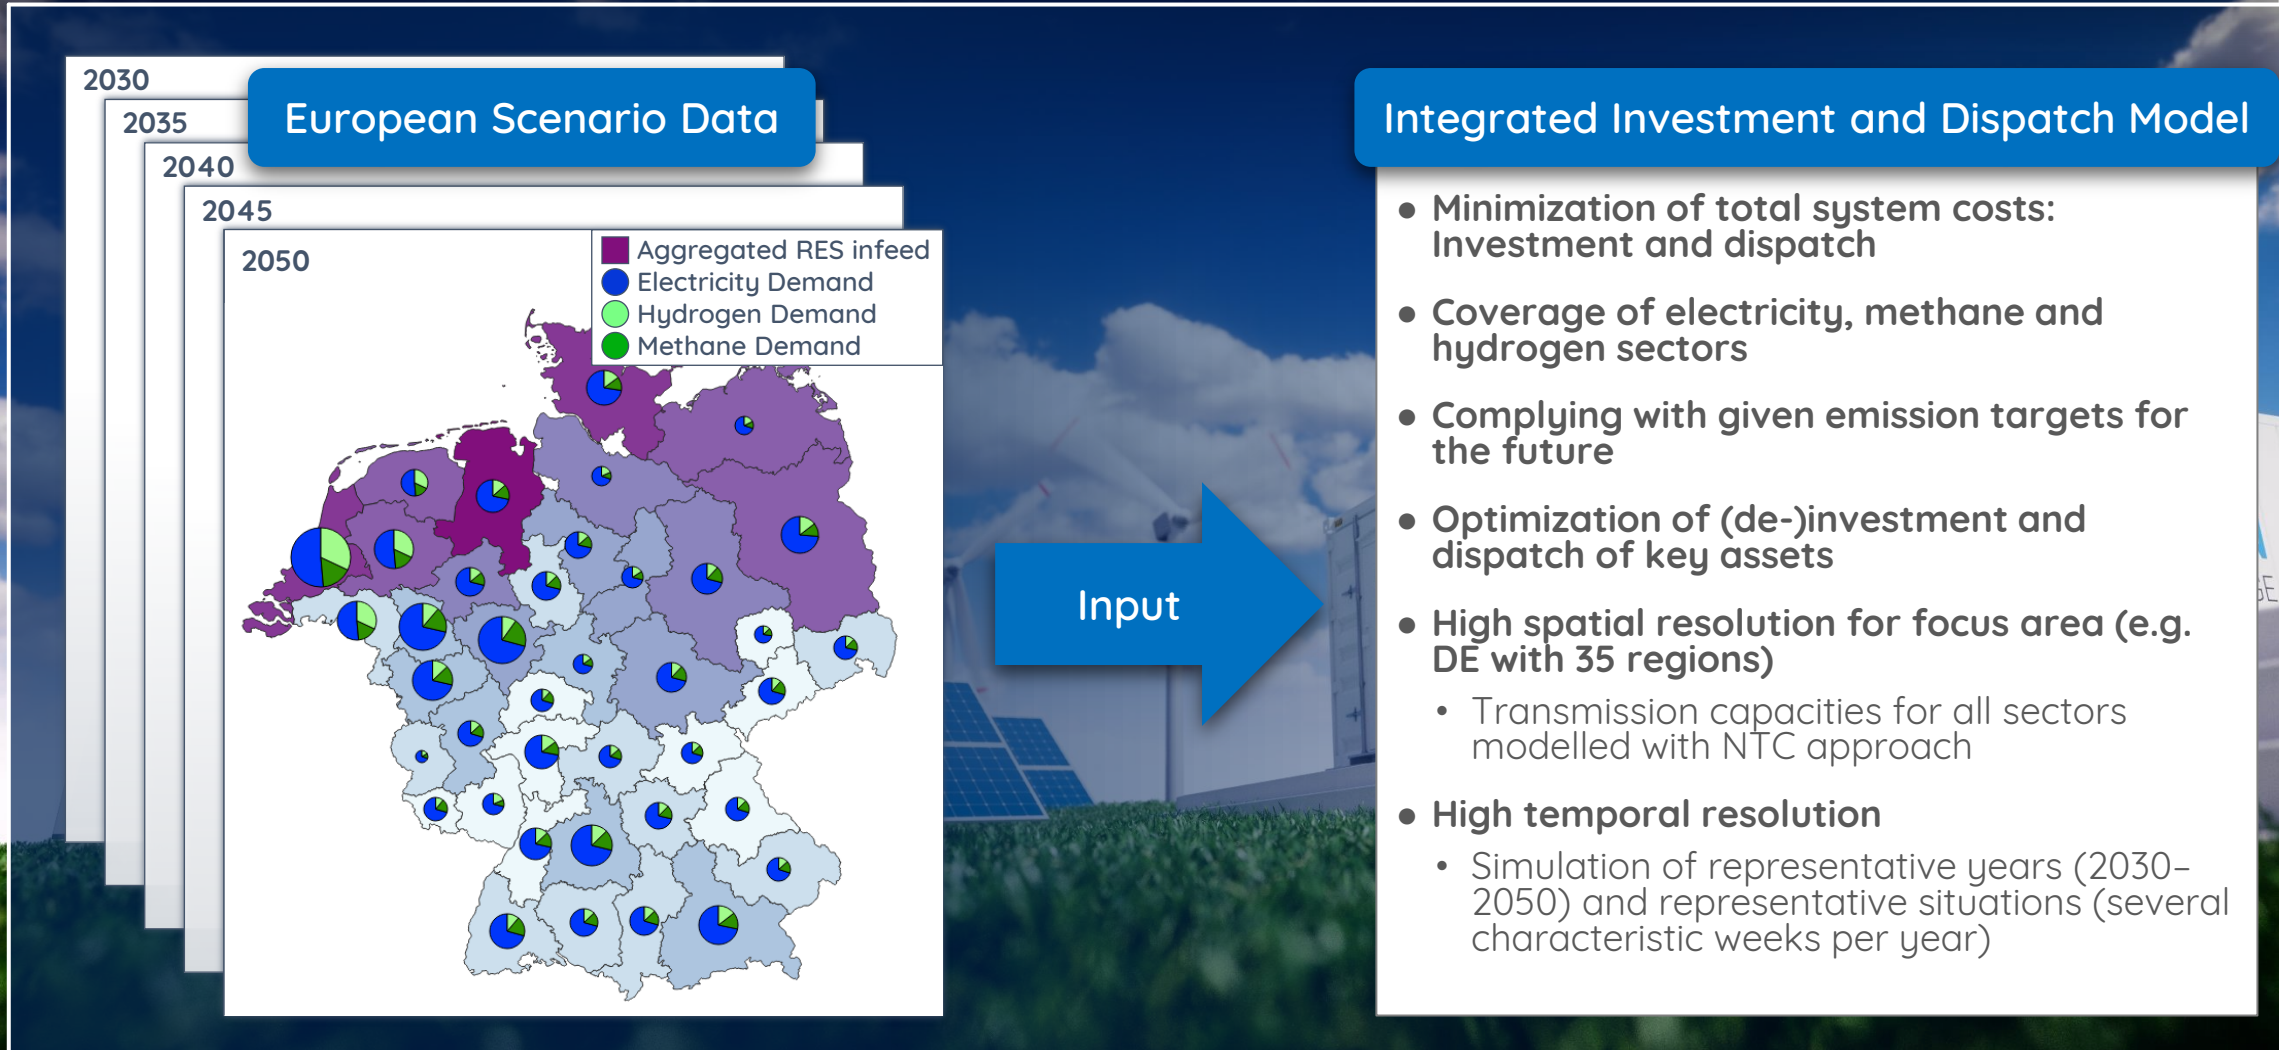 2030
2035
2040
2045
2050
European Scenario Data
Aggregated RES infeed
Electricity Demand
Hydrogen Demand
Methane Demand
Input
Integrated Investment and Dispatch Model
● Minimization of total system costs:
Investment and dispatch
● Coverage of electricity, methane and
hydrogen sectors
● Complying with given emission targets for
the future
● Optimization of (de-)investment and
dispatch of key assets
● High spatial resolution for focus area (e.g.
DE with 35 regions)
• Transmission capacities for all sectors
modelled with NTC approach
● High temporal resolution
• Simulation of representative years (2030–
2050) and representative situations (several
characteristic weeks per year)